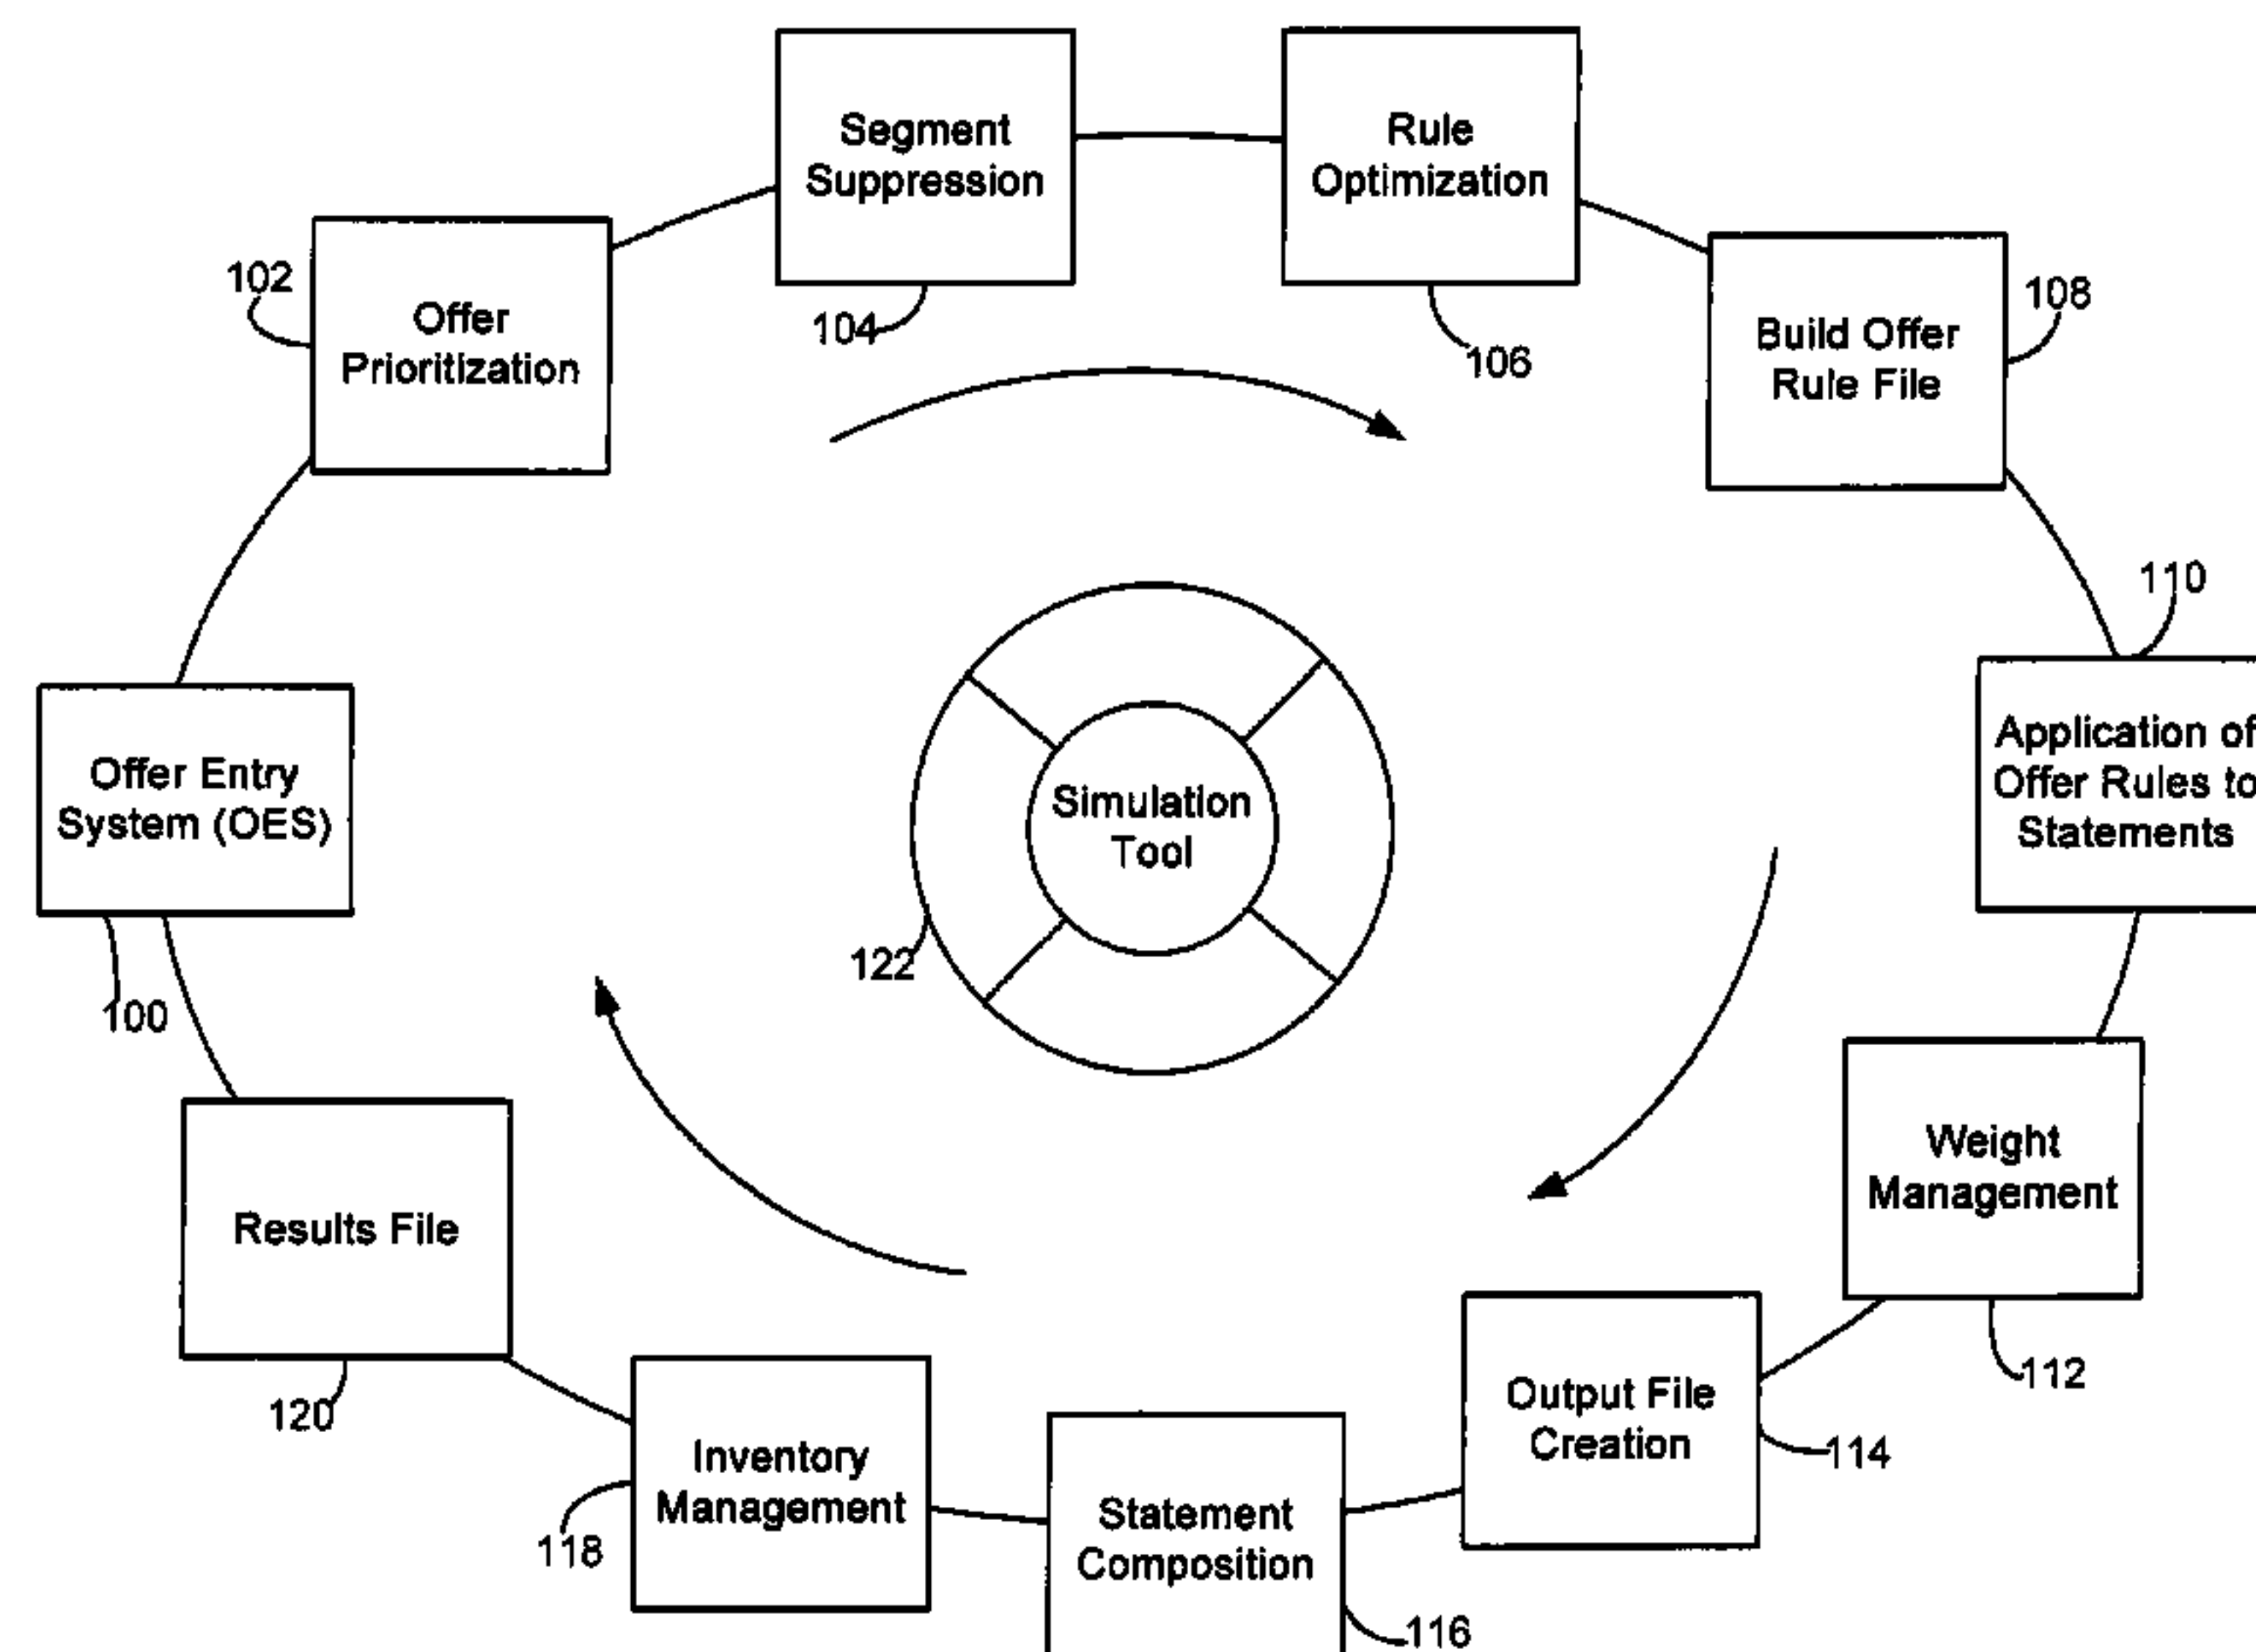 Segment
Suppression
104
Rule
Optimization
106
102
Offer
Prioritization
Build Offer
Rule File
108
110
Application of
Offer Rules to
Statements
Offer Entry
System (OES)
100
Simulation
Tool
122
Weight
Management
112
Results File
120
Output File
Creation
114
Inventory
Management
118
Statement
Composition
116